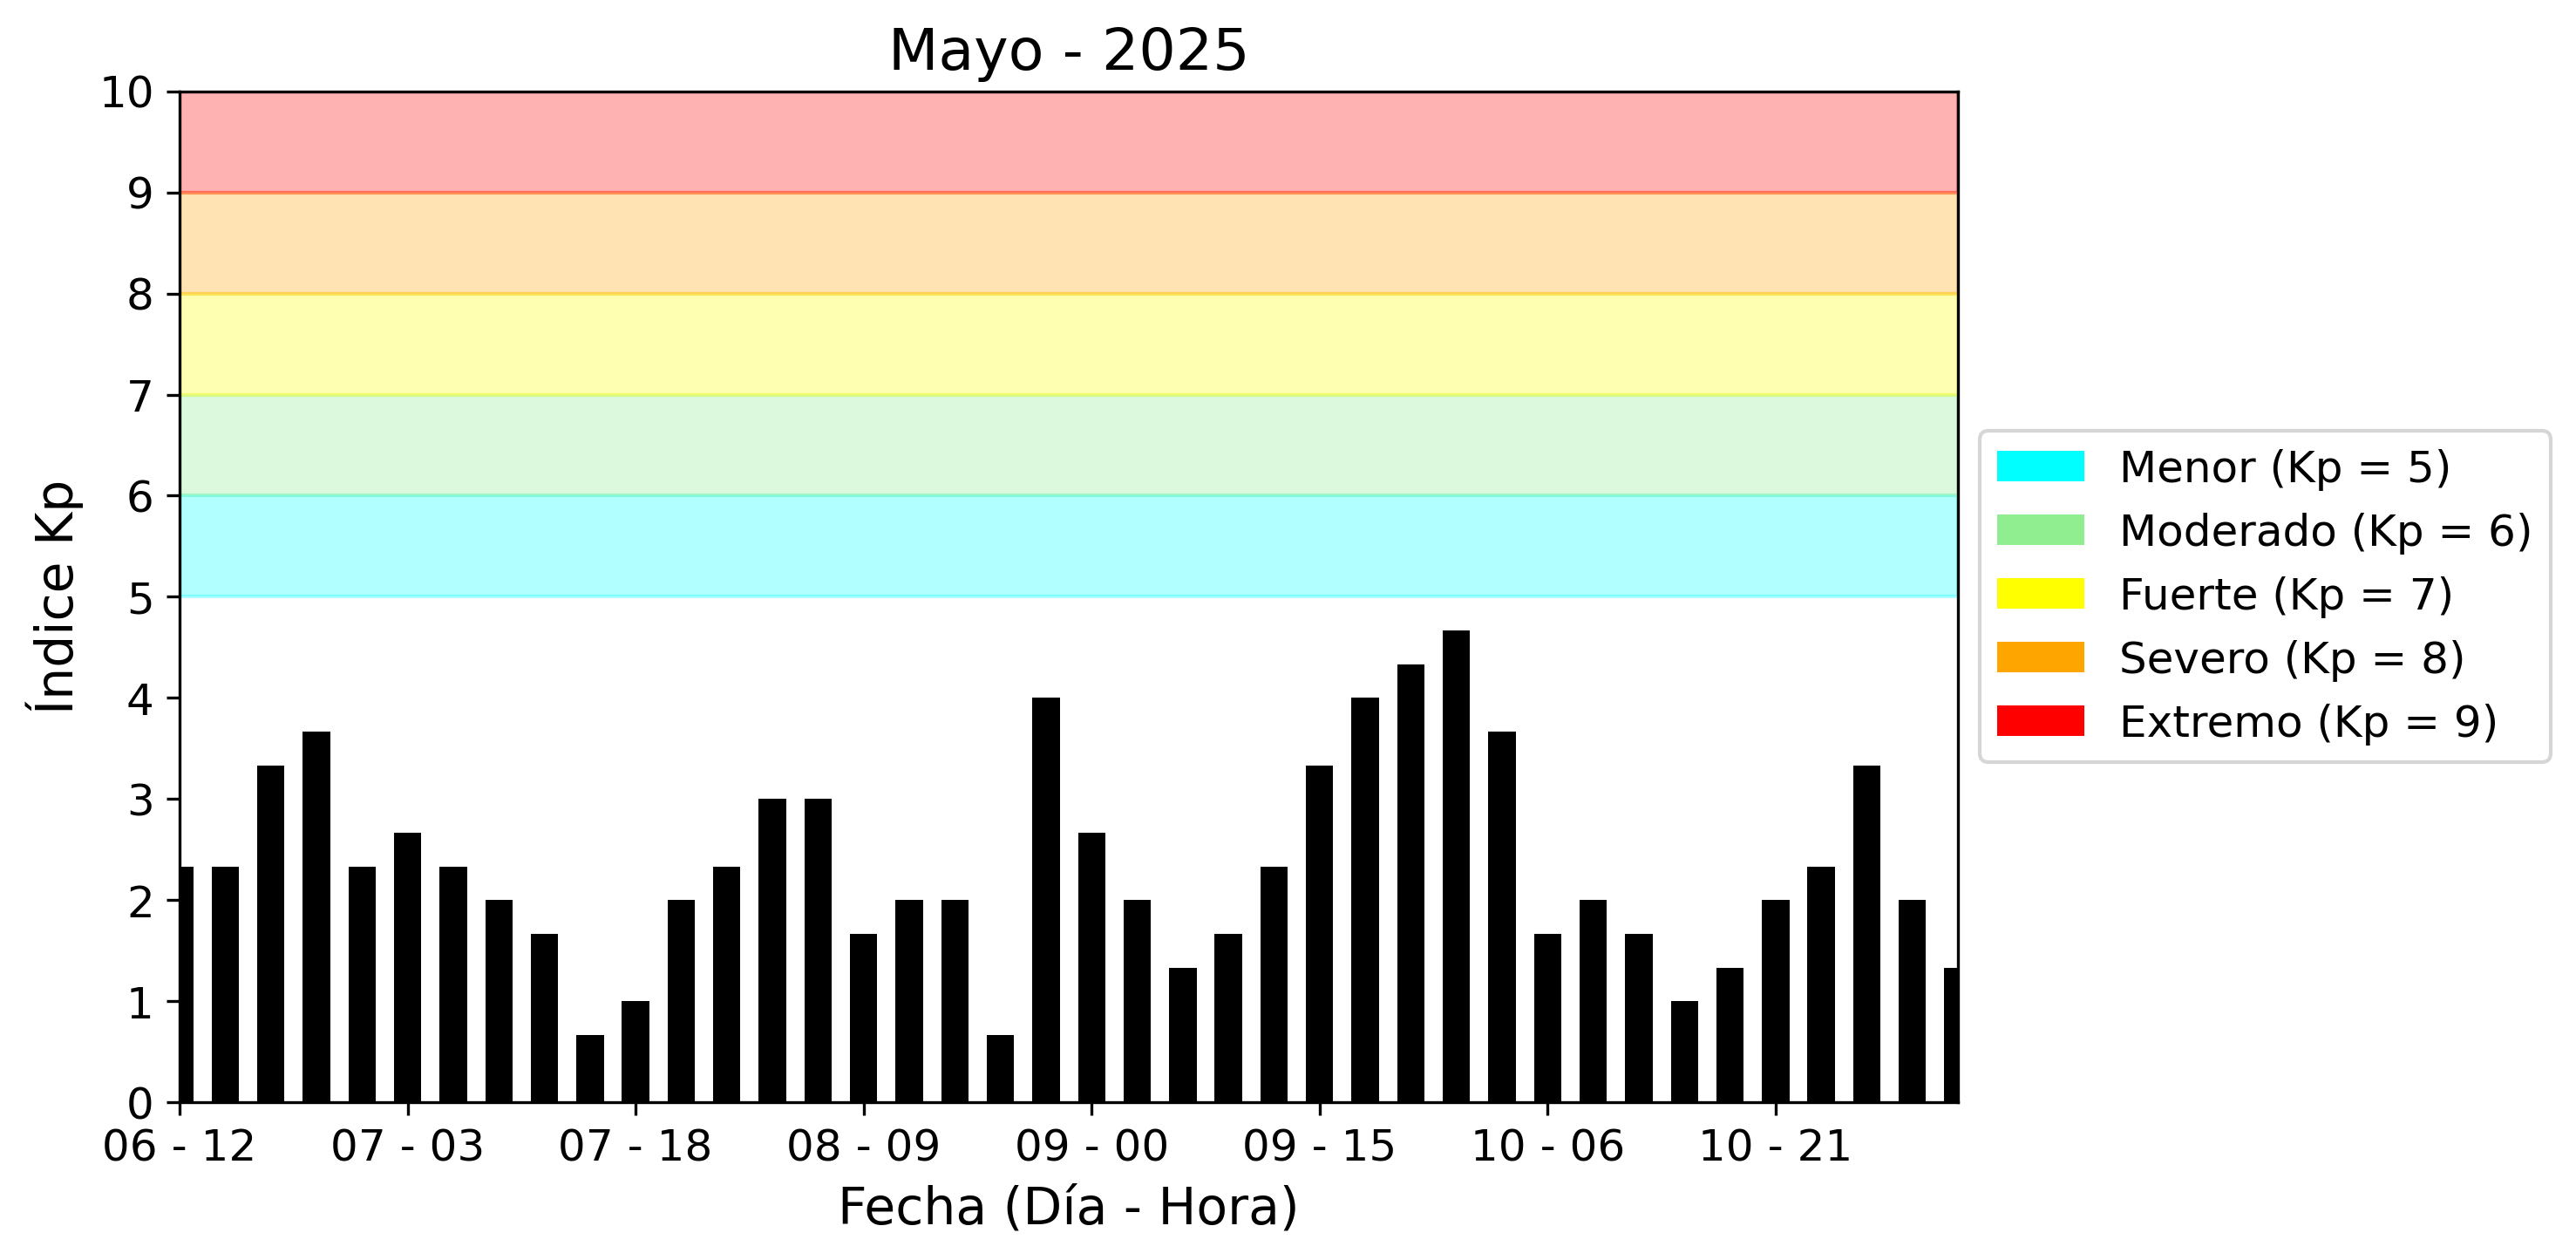 Mayo - 2025
10
9
8
7
6
5
4
3
2
1
0
Índice Kp
06 - 12
07 - 03
07 - 18
08 - 09
09 - 00
09 - 15
10 - 06
10 - 21
Fecha (Día - Hora)
Menor (Kp = 5)
Moderado (Kp = 6)
Fuerte (Kp = 7)
Severo (Kp = 8)
Extremo (Kp = 9)